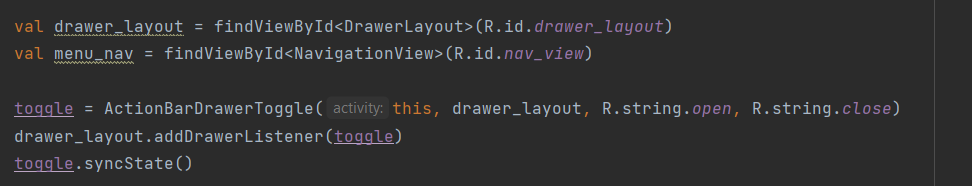 val drawer_layout = findViewById<DrawerLayout>(R.id.drawer_layout)
val menu_nav = findViewById<NavigationView>(R.id.nav_view)
toggle = ActionBarDrawerToggle( activity: this, drawer_layout, R.string.open, R.string.close)
drawer_layout.addDrawerListener(toggle)
toggle.syncState()